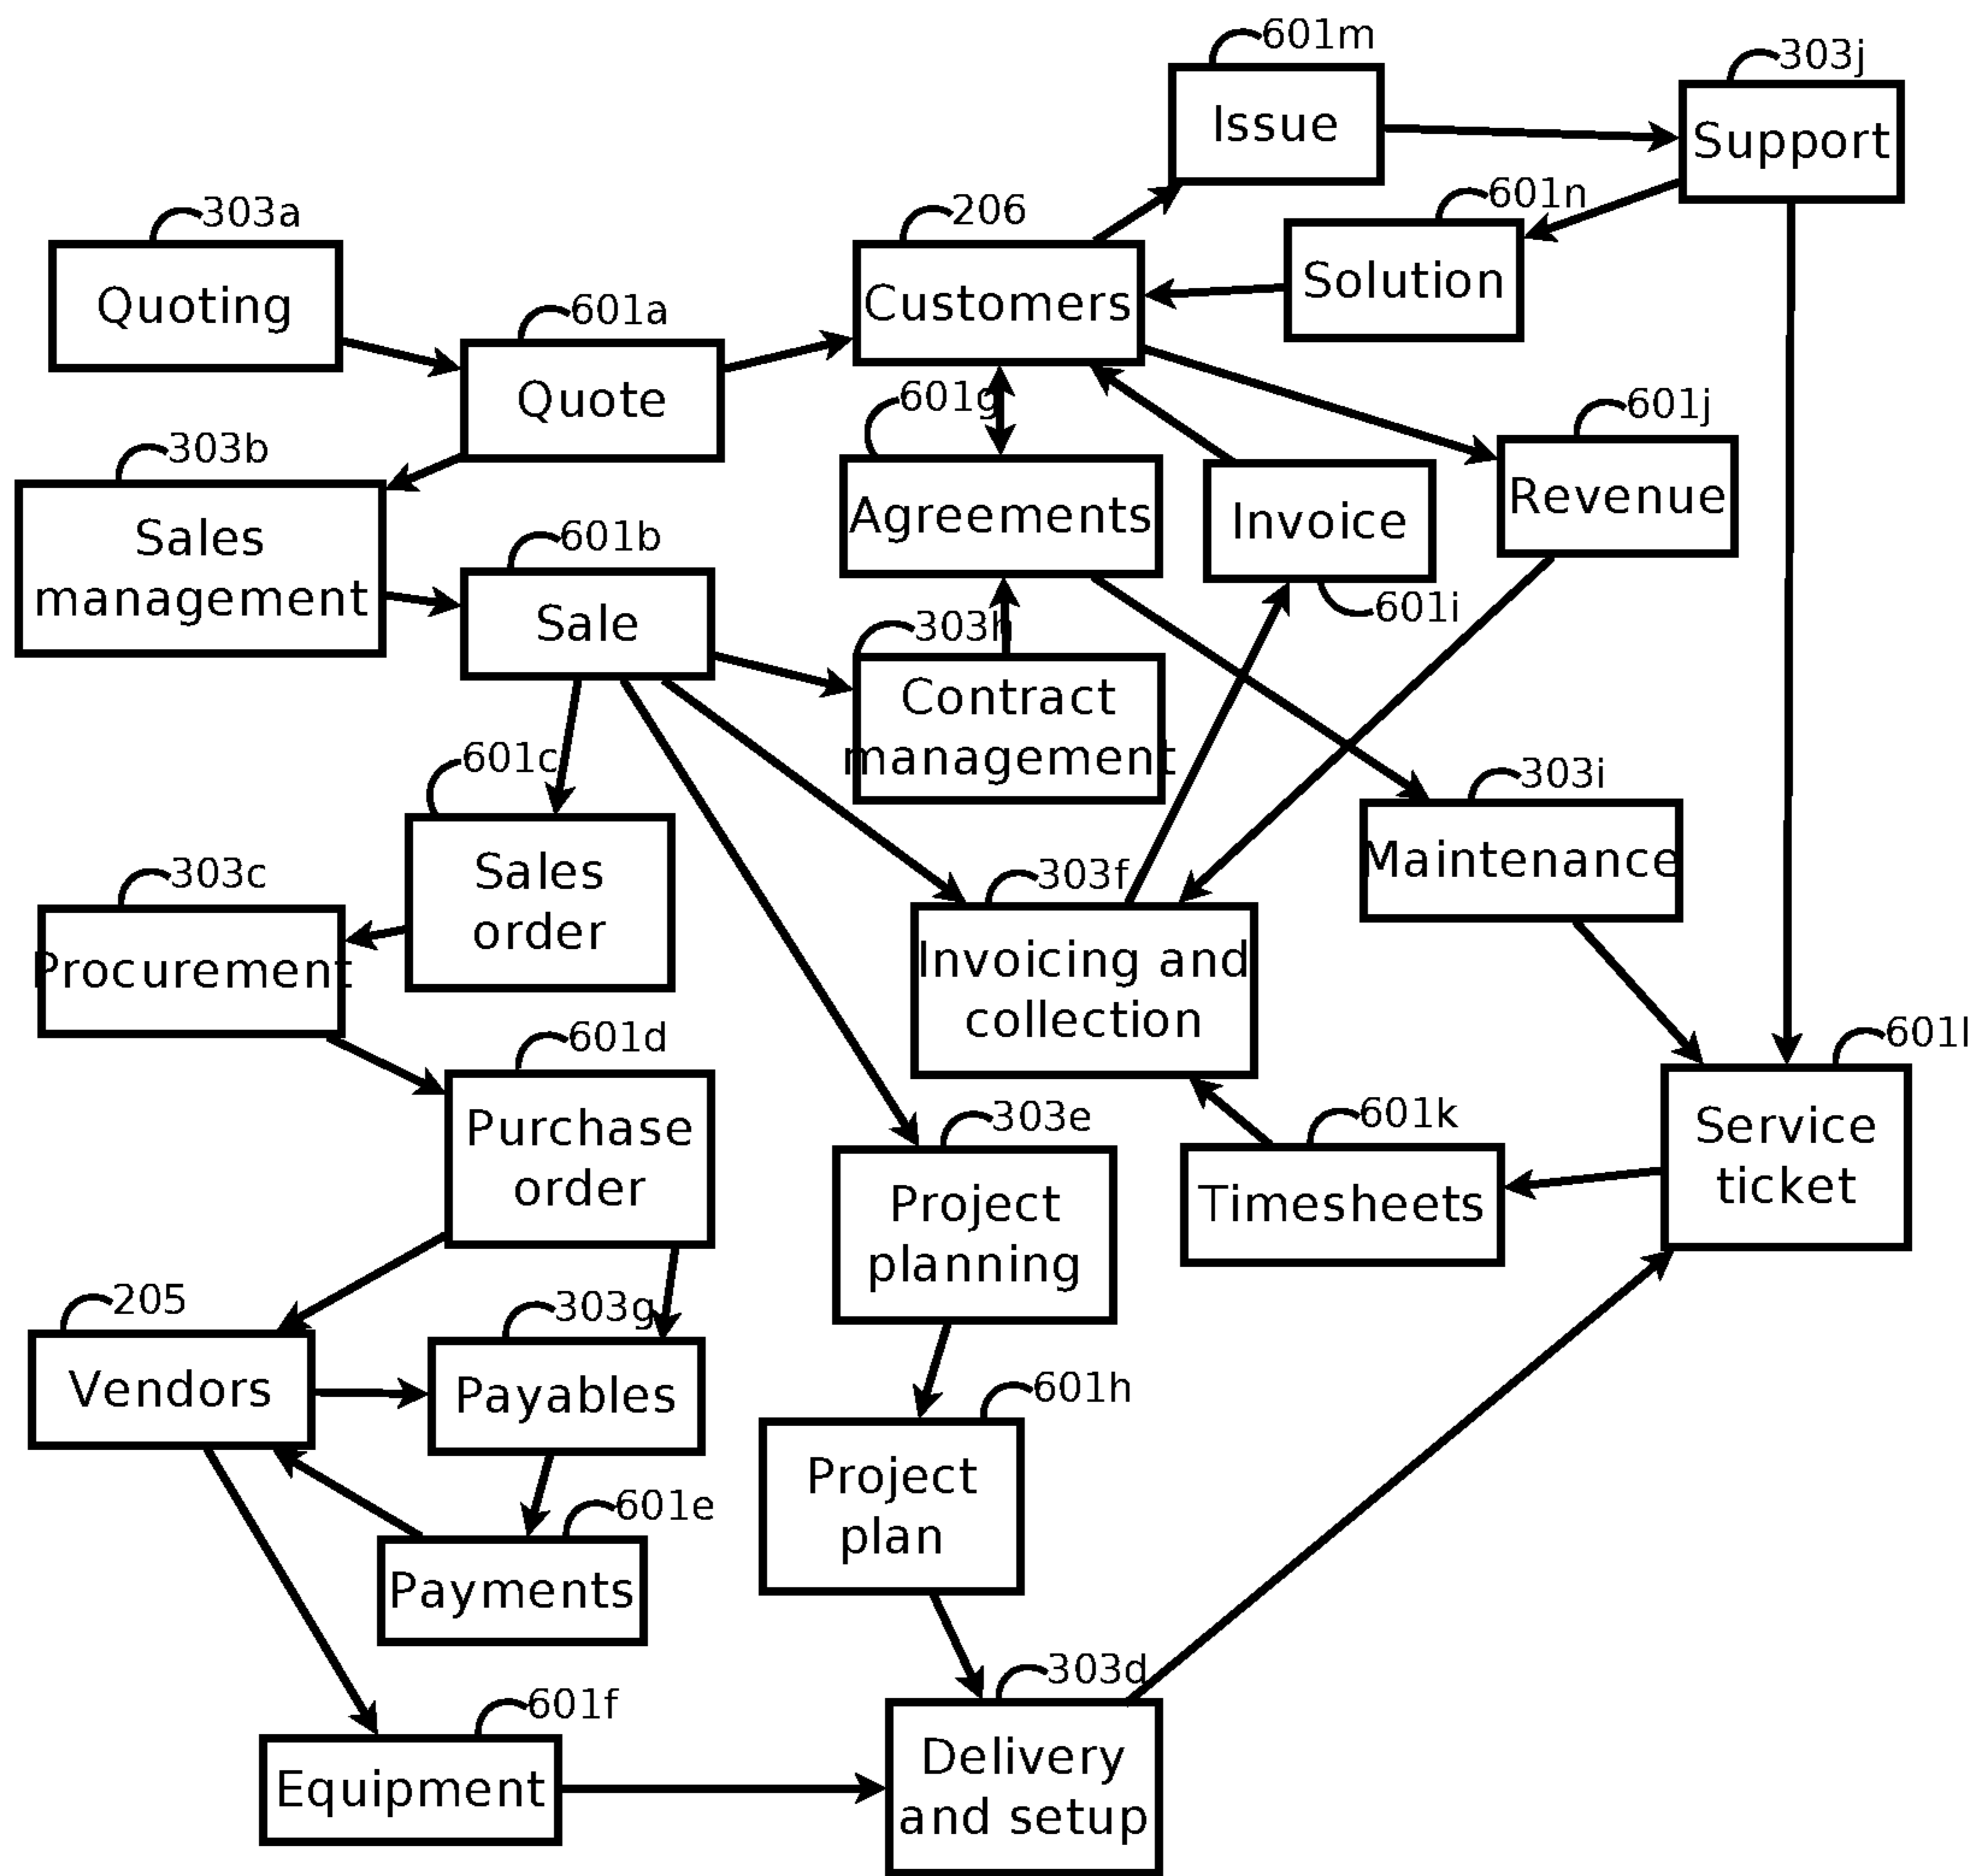 601m
303j
Issue
Support
303a
206
601n
Quoting
Customers
Solution
601a
Quote
601g
601j
303b
Agreements
Invoice
Revenue
Sales
management
601b
Sale
303h
601i
Contract
management
601c
303i
Sales
order
Maintenance
303c
303f
Procurement
Invoicing and
collection
601d
601l
Purchase
order
303e
601k
Service
ticket
Project
planning
Timesheets
205
303g
Vendors
Payables
601h
Project
plan
601e
Payments
303d
601f
Delivery
and setup
Equipment